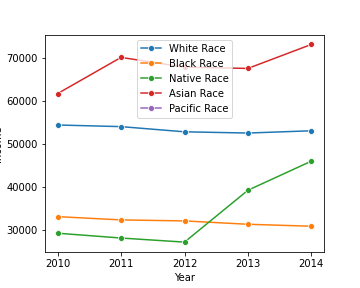 White Race
Black Race
Native Race
Asian Race
Pacific Race
70000
60000
50000
40000
30000
2010 2011 2012 2013 2014
Year